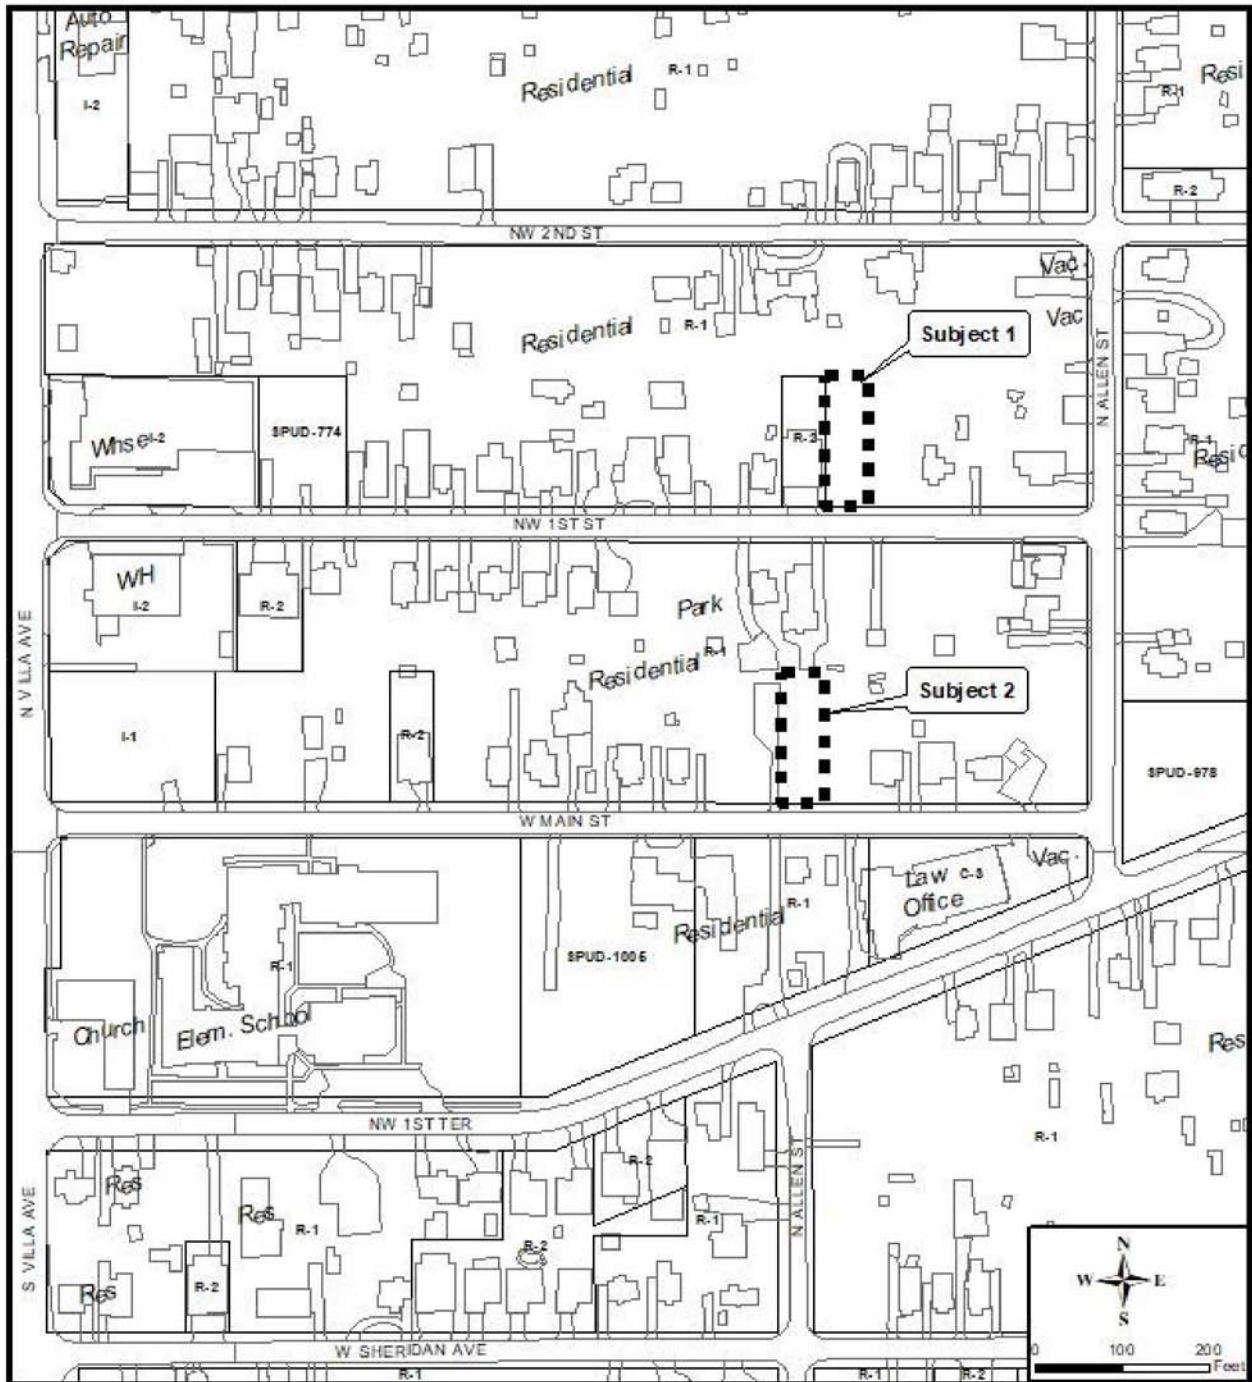 Auto
Repair
I-2
Residential
R-1
Resi
R-1
R-2
NW 2ND ST
Vac.
Vac
Residential
R-1
Subject 1
N ALLEN ST
Whse
I-2
SPUD-774
R-1
Resid
NW 1ST ST
WH
I-2
R-2
Park
Residential
R-1
Subject 2
N VILLA AVE
I-1
R-2
SPUD-978
W MAIN ST
Vac.
Law
Office
C-3
R-1
Residential
SPUD-1005
R-1
Church
Elem. School
Res
NW 1ST TER
R-1
R-2
N ALLEN ST
S VILLA AVE
Res
Res
R-1
R-1
R-2
R-2
Res
W SHERIDAN AVE
R-1
R-1
R-2
N
W
E
S
0 100 200
Feet